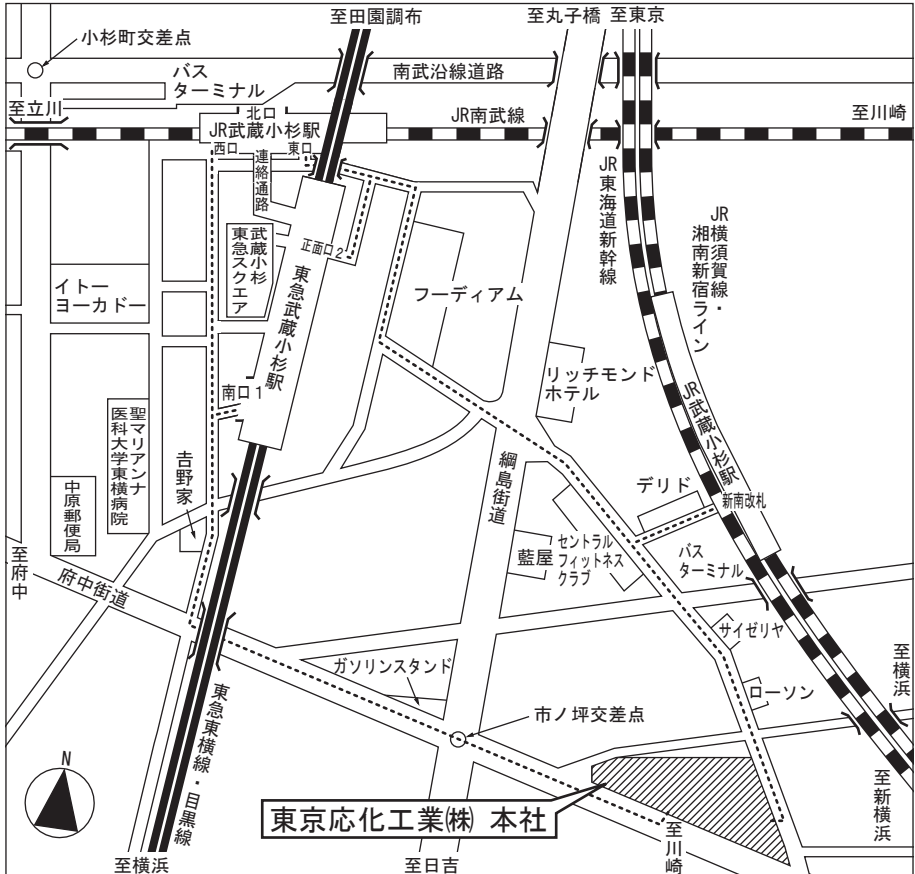 至田園調布
至丸子橋
至東京
小杉町交差点
バス
ターミナル
南武沿線道路
至立川
北口
JR武蔵小杉駅
JR南武線
至川崎
西口
東口
連絡通路
正面口2
武蔵小杉
東急スクエア
東急武蔵小杉駅
イトー
ヨーカドー
フーディアム
JR東海道新幹線
JR横須賀線・
湘南新宿ライン
リッチモンド
ホテル
JR武蔵小杉駅
南口1
聖マリアンナ
医科大学東横病院
吉野家
中原郵便局
綱島街道
デリド
新南改札
藍屋
セントラル
フィットネス
クラブ
バス
ターミナル
至府中
府中街道
サイゼリヤ
ガソリンスタンド
至横浜
ローソン
市ノ坪交差点
東急東横線・目黒線
N
東京応化工業㈱ 本社
至川崎
至新横浜
至横浜
至日吉